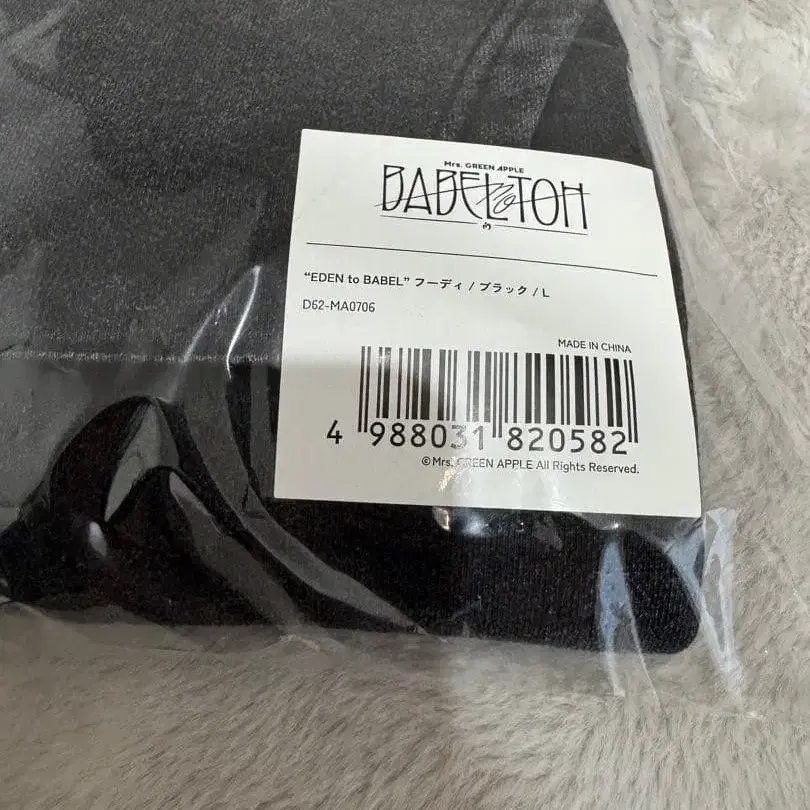 Mrs. GREEN APPLE
BABEL no TOH
"EDEN to BABEL" フーディ / ブラック / L
D62-MA0706
MADE IN CHINA
4 988031 820582
©Mrs. GREEN APPLE All Rights Reserved.